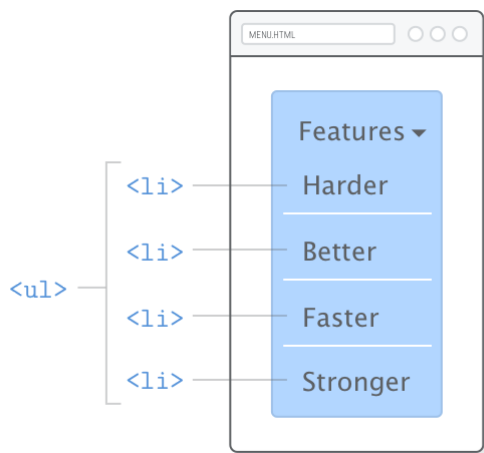 MENU.HTML
Features
<li> Harder
<li> Better
<ul>
<li> Faster
<li> Stronger